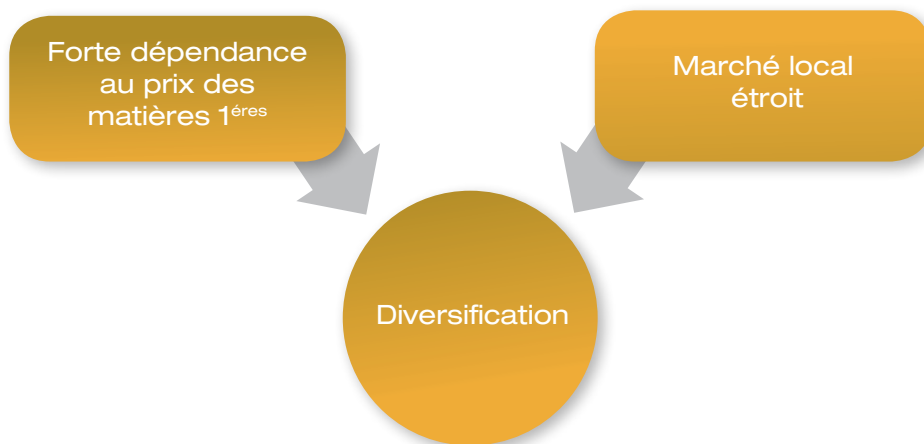 Forte dépendance
au prix des
matières 1éres
Marché local
étroit
Diversification